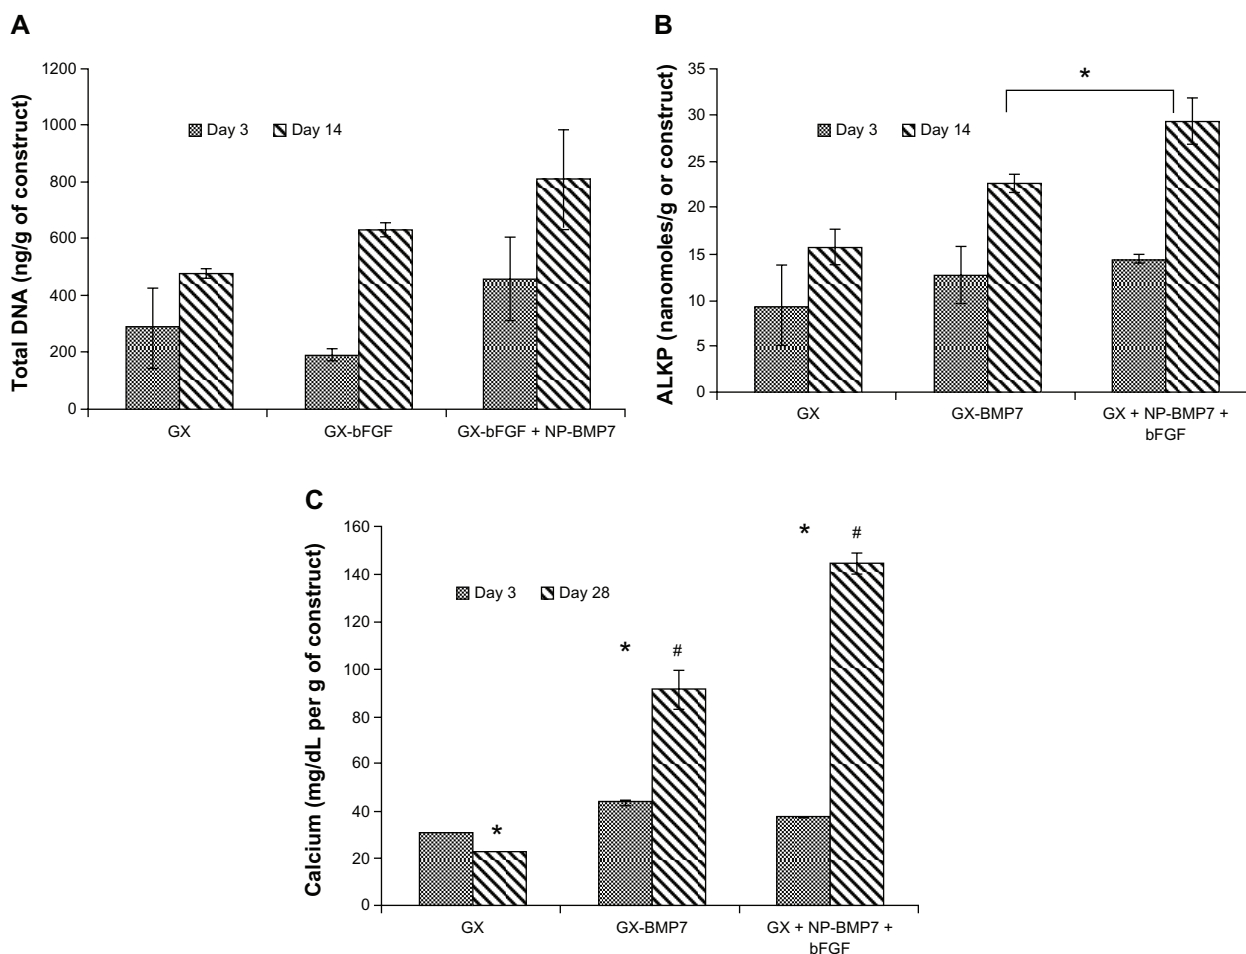 A
Total DNA (ng/g of construct)
1200
1000
800
600
400
200
0
Day 3 Day 14
GX GX-bFGF GX-bFGF + NP-BMP7
B
ALKP (nanomoles/g or construct)
35
30
25
20
15
10
5
0
Day 3 Day 14
*
GX GX-BMP7 GX + NP-BMP7 +
bFGF
C
Calcium (mg/dL per g of construct)
160
140
120
100
80
60
40
20
0
Day 3 Day 28
* #
* #
*
GX GX-BMP7 GX + NP-BMP7 +
bFGF